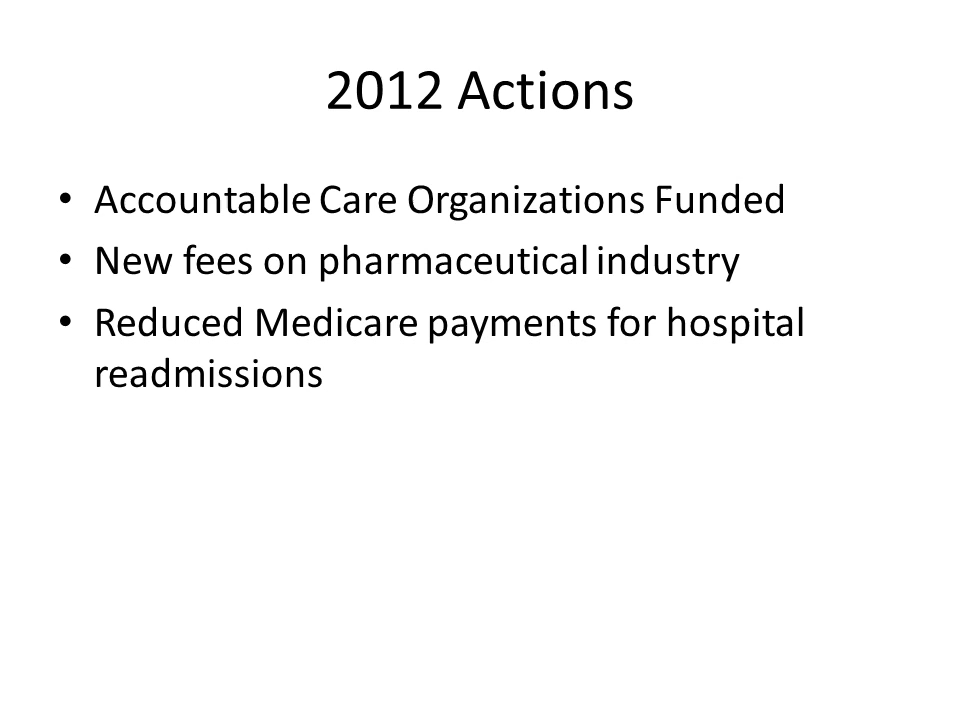 2012 Actions
• Accountable Care Organizations Funded
• New fees on pharmaceutical industry
• Reduced Medicare payments for hospital
readmissions